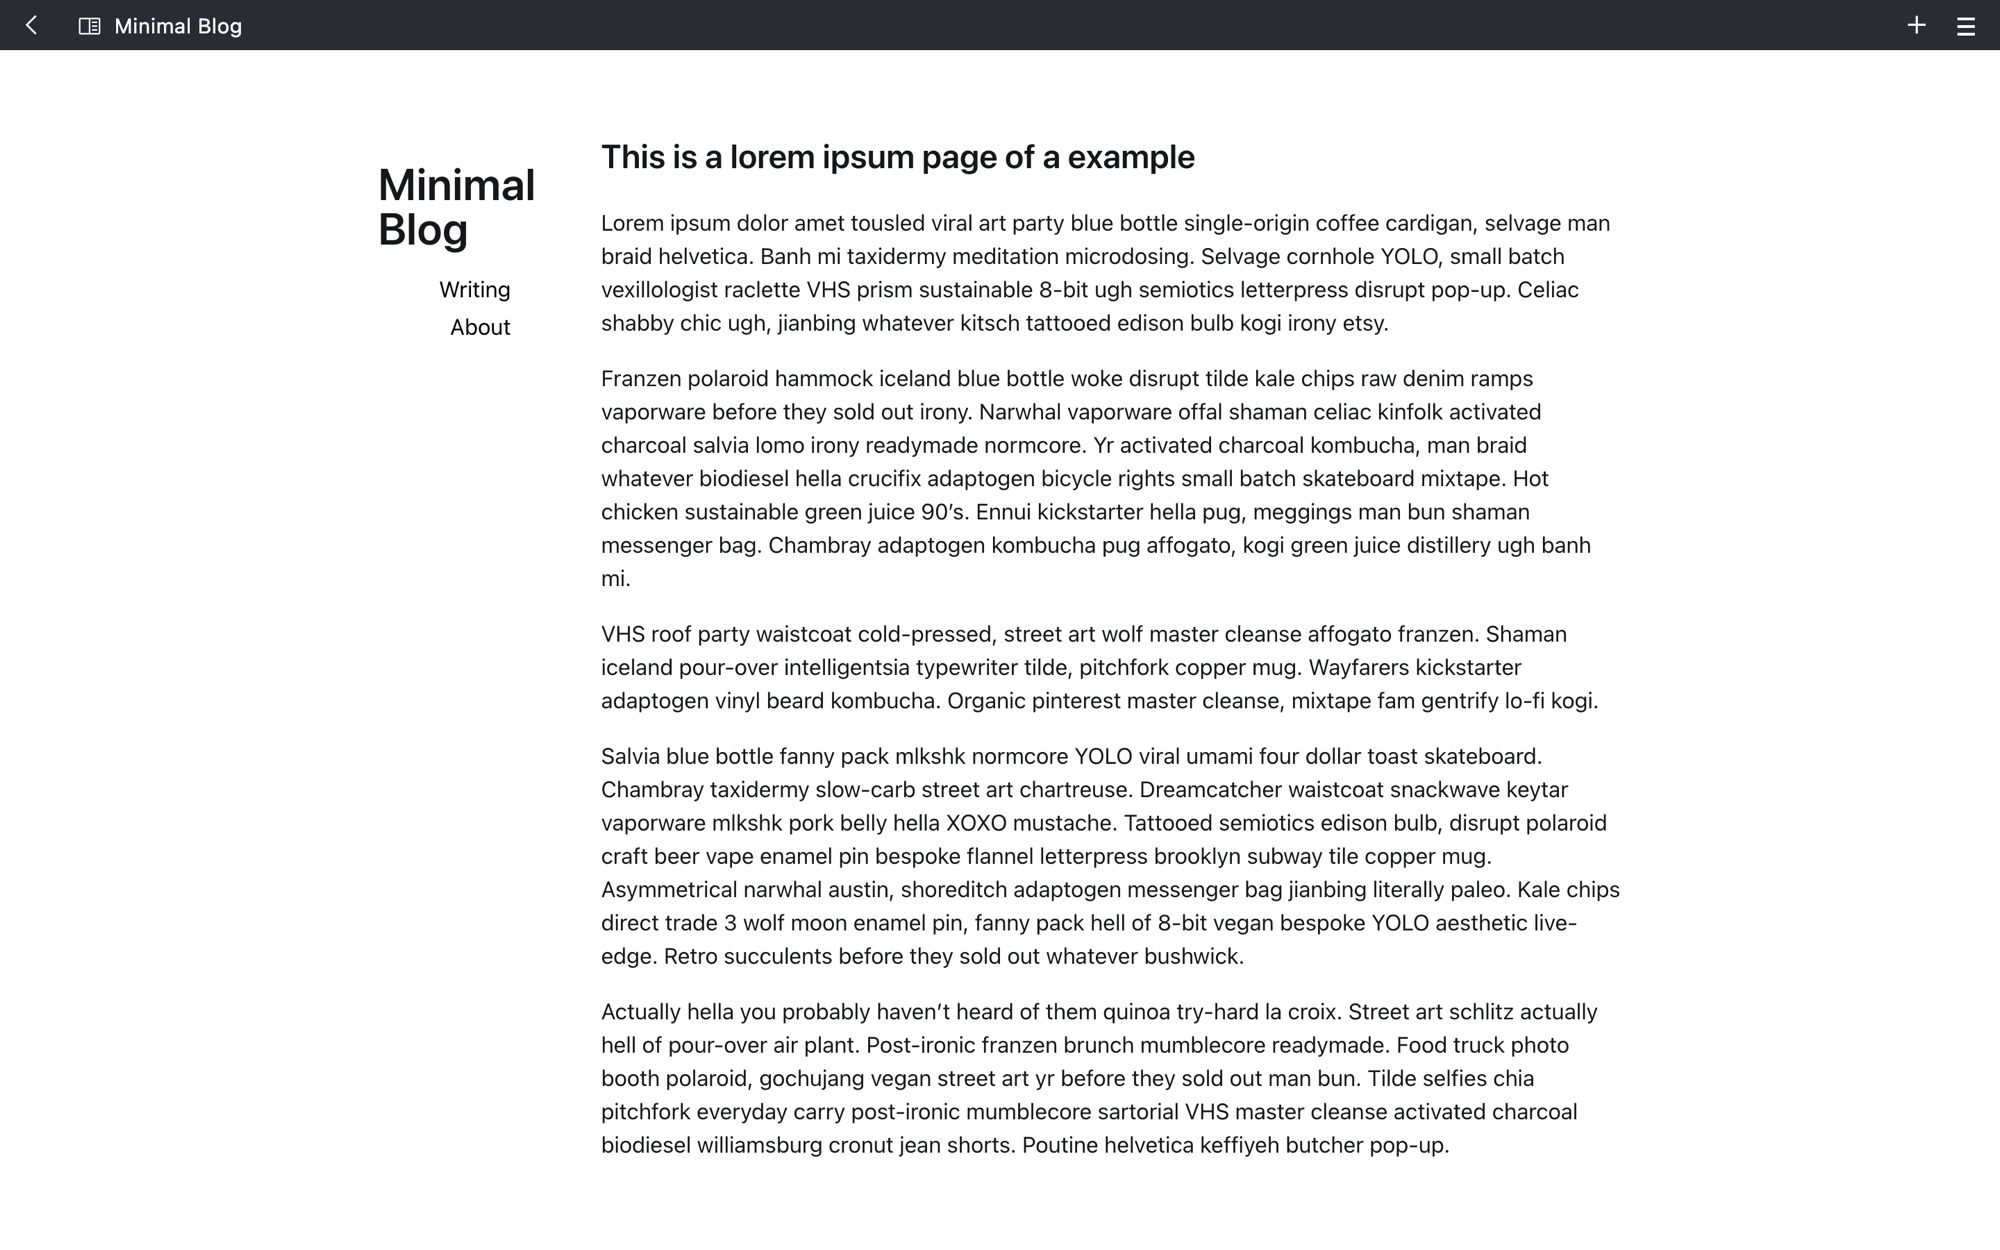 Minimal Blog
Minimal
Blog
Writing
About
This is a lorem ipsum page of a example
Lorem ipsum dolor amet tousled viral art party blue bottle single-origin coffee cardigan, selvage man
braid helvetica. Banh mi taxidermy meditation microdosing. Selvage cornhole YOLO, small batch
vexillologist raclette VHS prism sustainable 8-bit ugh semiotics letterpress disrupt pop-up. Celiac
shabby chic ugh, jianbing whatever kitsch tattooed edison bulb kogi irony etsy.
Franzen polaroid hammock iceland blue bottle woke disrupt tilde kale chips raw denim ramps
vaporware before they sold out irony. Narwhal vaporware offal shaman celiac kinfolk activated
charcoal salvia lomo irony readymade normcore. Yr activated charcoal kombucha, man braid
whatever biodiesel hella crucifix adaptogen bicycle rights small batch skateboard mixtape. Hot
chicken sustainable green juice 90’s. Ennui kickstarter hella pug, meggings man bun shaman
messenger bag. Chambray adaptogen kombucha pug affogato, kogi green juice distillery ugh banh
mi.
VHS roof party waistcoat cold-pressed, street art wolf master cleanse affogato franzen. Shaman
iceland pour-over intelligentsia typewriter tilde, pitchfork copper mug. Wayfarers kickstarter
adaptogen vinyl beard kombucha. Organic pinterest master cleanse, mixtape fam gentrify lo-fi kogi.
Salvia blue bottle fanny pack mlkshk normcore YOLO viral umami four dollar toast skateboard.
Chambray taxidermy slow-carb street art chartreuse. Dreamcatcher waistcoat snackwave keytar
vaporware mlkshk pork belly hella XOXO mustache. Tattooed semiotics edison bulb, disrupt polaroid
craft beer vape enamel pin bespoke flannel letterpress brooklyn subway tile copper mug.
Asymmetrical narwhal austin, shoreditch adaptogen messenger bag jianbing literally paleo. Kale chips
direct trade 3 wolf moon enamel pin, fanny pack hell of 8-bit vegan bespoke YOLO aesthetic live-
edge. Retro succulents before they sold out whatever bushwick.
Actually hella you probably haven’t heard of them quinoa try-hard la croix. Street art schlitz actually
hell of pour-over air plant. Post-ironic franzen brunch mumblecore readymade. Food truck photo
booth polaroid, gochujang vegan street art yr before they sold out man bun. Tilde selfies chia
pitchfork everyday carry post-ironic mumblecore sartorial VHS master cleanse activated charcoal
biodiesel williamsburg cronut jean shorts. Poutine helvetica keffiyeh butcher pop-up.